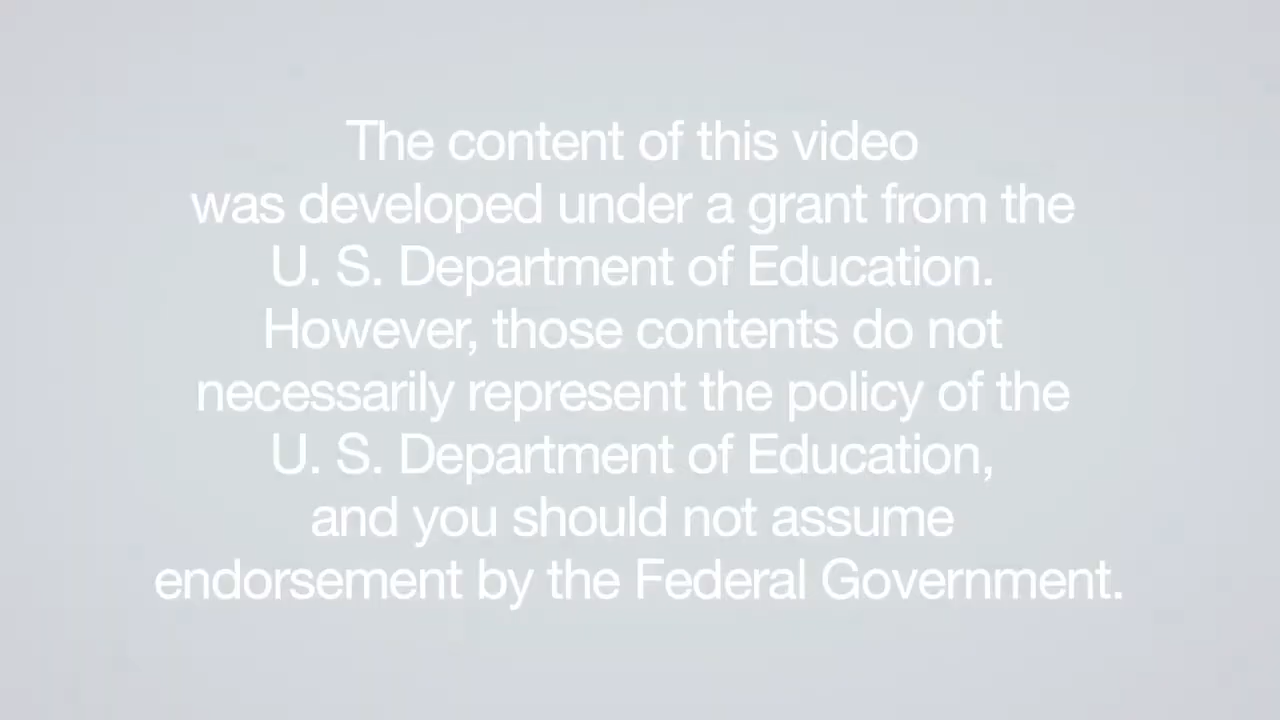 The content of this video
was developed under a grant from the
U. S. Department of Education.
However, those contents do not
necessarily represent the policy of the
U. S. Department of Education,
and you should not assume
endorsement by the Federal Government.